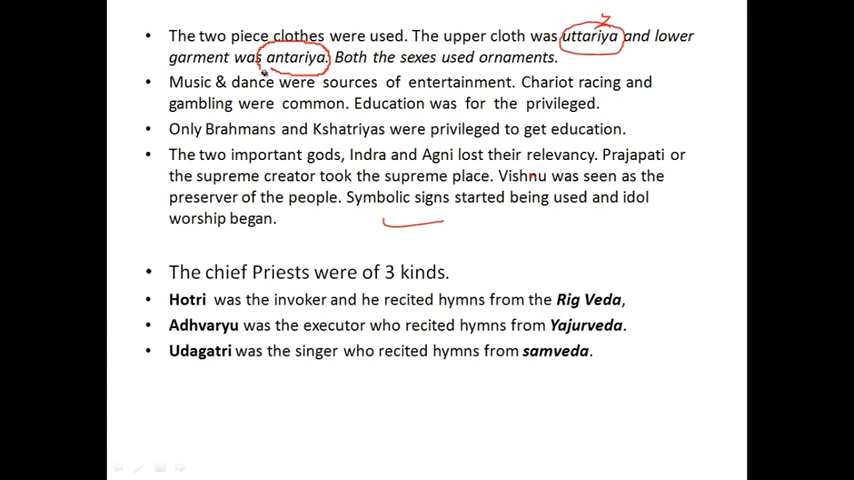 • The two piece clothes were used. The upper cloth was uttariya and lower
garment was antariya. Both the sexes used ornaments.
• Music & dance were sources of entertainment. Chariot racing and
gambling were common. Education was for the privileged.
• Only Brahmans and Kshatriyas were privileged to get education.
• The two important gods, Indra and Agni lost their relevancy. Prajapati or
the supreme creator took the supreme place. Vishnu was seen as the
preserver of the people. Symbolic signs started being used and idol
worship began.
• The chief Priests were of 3 kinds.
• Hotri was the invoker and he recited hymns from the Rig Veda,
• Adhvaryu was the executor who recited hymns from Yajurveda.
• Udagatri was the singer who recited hymns from samveda.